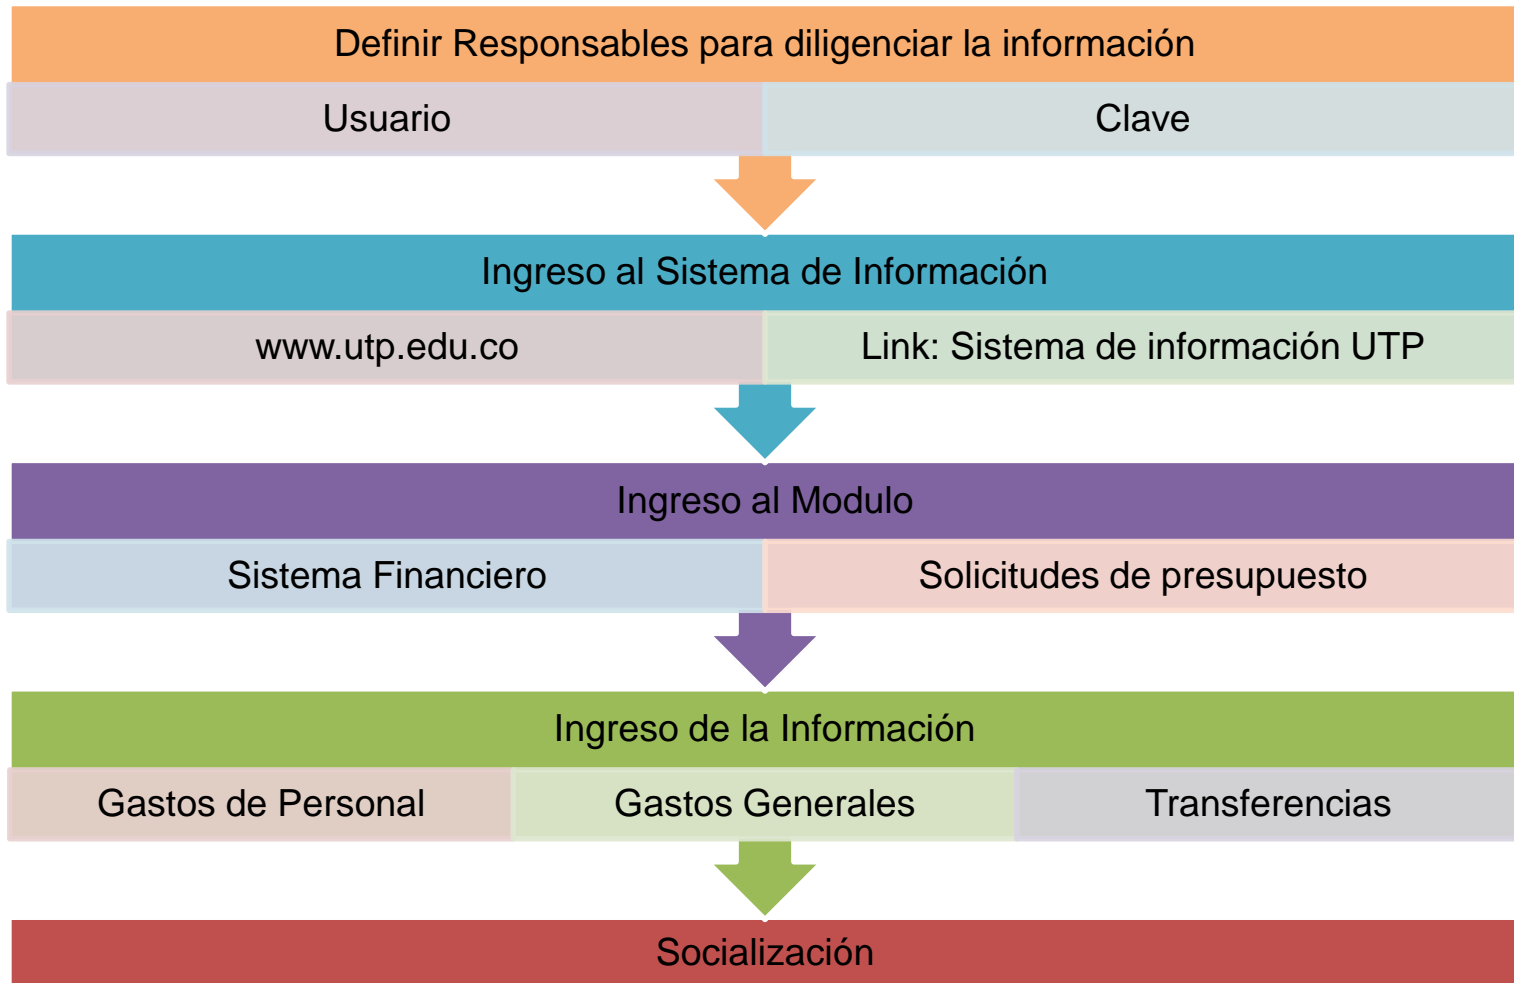 Definir Responsables para diligenciar la información
Usuario
Clave
Ingreso al Sistema de Información
www.utp.edu.co
Link: Sistema de información UTP
Ingreso al Modulo
Sistema Financiero
Solicitudes de presupuesto
Ingreso de la Información
Gastos de Personal
Gastos Generales
Transferencias
Socialización